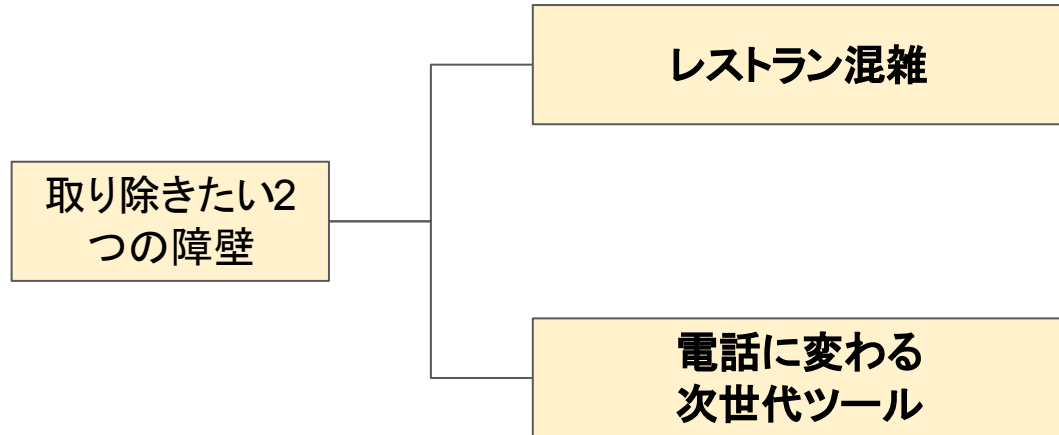 レストラン混雑
取り除きたい2
つの障壁
電話に変わる
次世代ツール